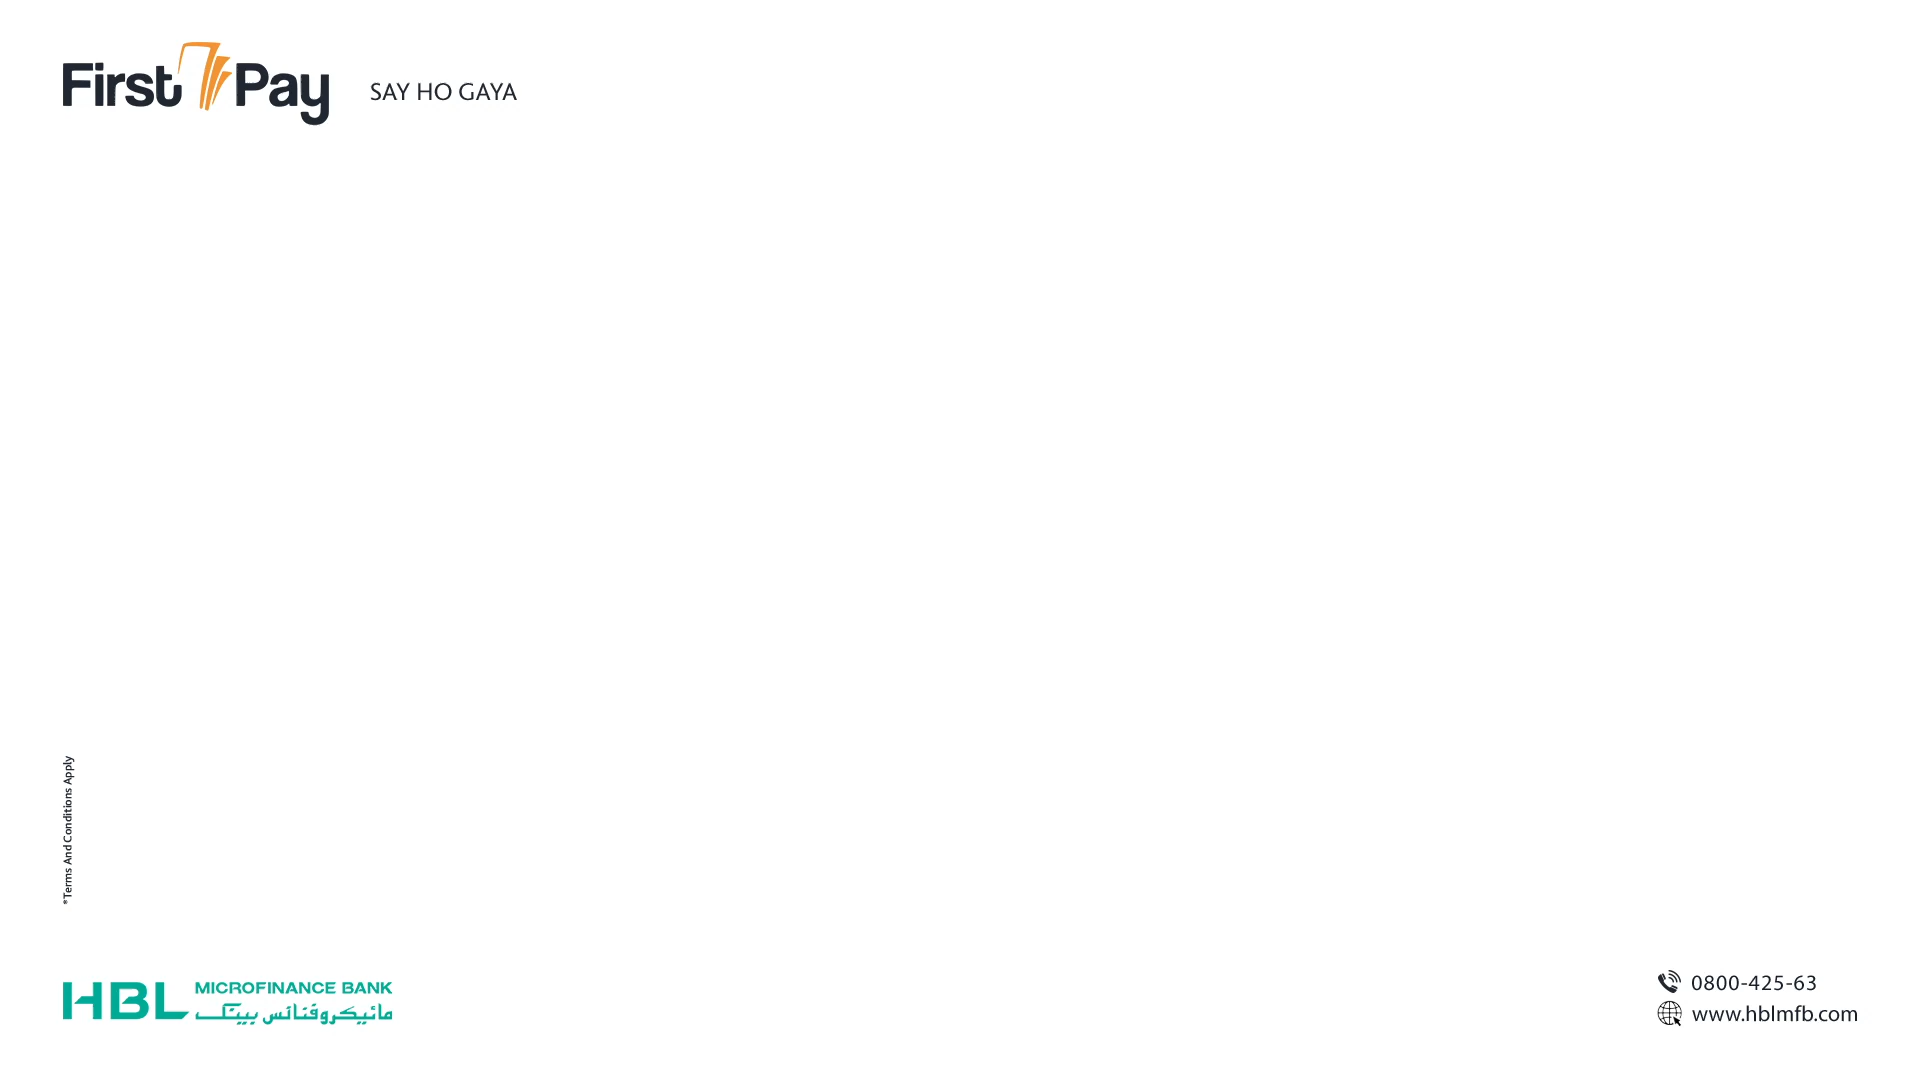 First Pay
SAY HO GAYA
*Terms And Conditions Apply
HBL MICROFINANCE BANK
مائیکروفنانس بینک
0800-425-63
www.hblmfb.com